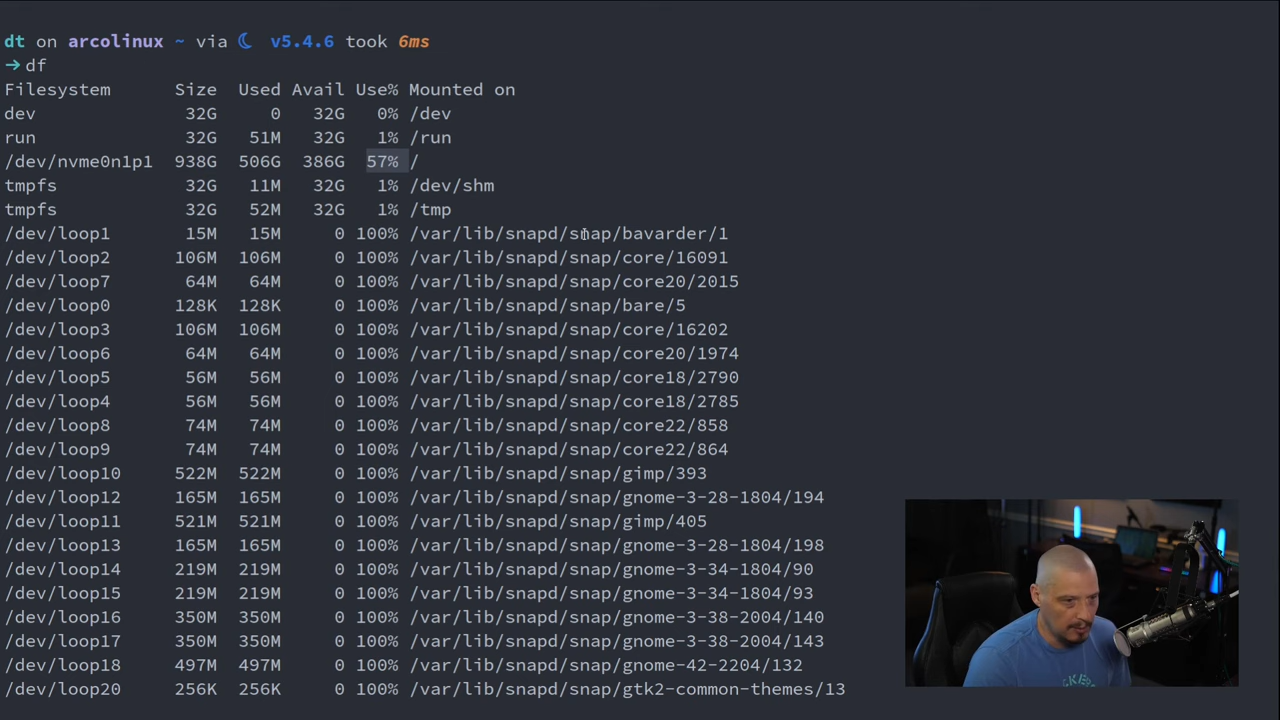 dt on arcolinux ~ via v5.4.6 took 6ms
→ df
Filesystem Size Used Avail Use% Mounted on
dev 32G 0 32G 0% /dev
run 32G 51M 32G 1% /run
/dev/nvme0n1p1 938G 506G 386G 57% /
tmpfs 32G 11M 32G 1% /dev/shm
tmpfs 32G 52M 32G 1% /tmp
/dev/loop1 15M 15M 0 100% /var/lib/snapd/snap/bavarder/1
/dev/loop2 106M 106M 0 100% /var/lib/snapd/snap/core/16091
/dev/loop7 64M 64M 0 100% /var/lib/snapd/snap/core20/2015
/dev/loop0 128K 128K 0 100% /var/lib/snapd/snap/bare/5
/dev/loop3 106M 106M 0 100% /var/lib/snapd/snap/core/16202
/dev/loop6 64M 64M 0 100% /var/lib/snapd/snap/core20/1974
/dev/loop5 56M 56M 0 100% /var/lib/snapd/snap/core18/2790
/dev/loop4 56M 56M 0 100% /var/lib/snapd/snap/core18/2785
/dev/loop8 74M 74M 0 100% /var/lib/snapd/snap/core22/858
/dev/loop9 74M 74M 0 100% /var/lib/snapd/snap/core22/864
/dev/loop10 522M 522M 0 100% /var/lib/snapd/snap/gimp/393
/dev/loop12 165M 165M 0 100% /var/lib/snapd/snap/gnome-3-28-1804/194
/dev/loop11 521M 521M 0 100% /var/lib/snapd/snap/gimp/405
/dev/loop13 165M 165M 0 100% /var/lib/snapd/snap/gnome-3-28-1804/198
/dev/loop14 219M 219M 0 100% /var/lib/snapd/snap/gnome-3-34-1804/90
/dev/loop15 219M 219M 0 100% /var/lib/snapd/snap/gnome-3-34-1804/93
/dev/loop16 350M 350M 0 100% /var/lib/snapd/snap/gnome-3-38-2004/140
/dev/loop17 350M 350M 0 100% /var/lib/snapd/snap/gnome-3-38-2004/143
/dev/loop18 497M 497M 0 100% /var/lib/snapd/snap/gnome-42-2204/132
/dev/loop20 256K 256K 0 100% /var/lib/snapd/snap/gtk2-common-themes/13